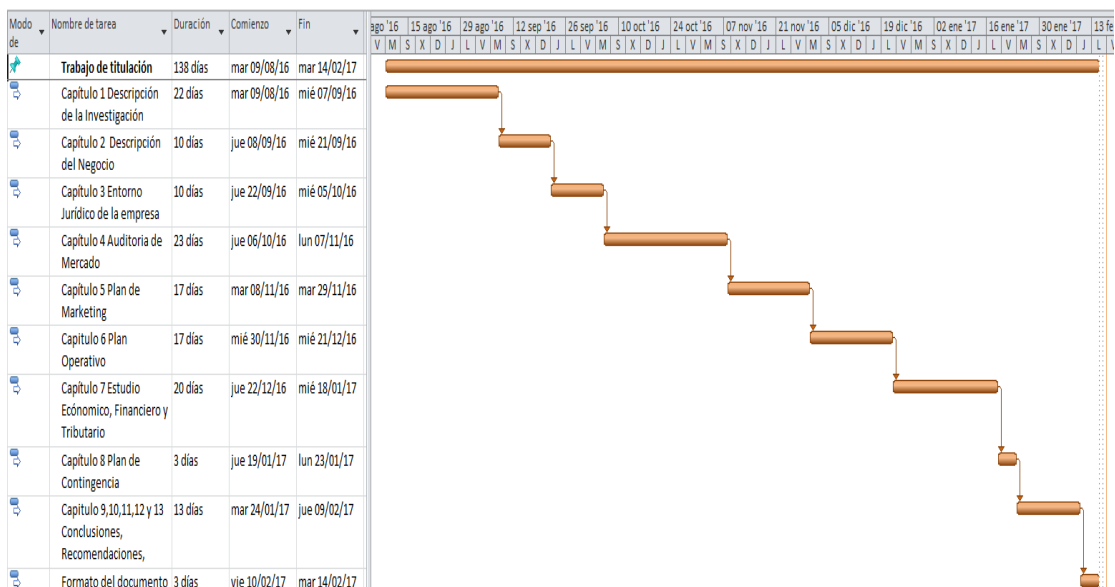 Modo de Nombre de tarea Duración Comienzo Fin
ago '16 15 ago '16 29 ago '16 12 sep '16 26 sep '16 10 oct '16 24 oct '16 07 nov '16 21 nov '16 05 dic '16 19 dic '16 02 ene '17 16 ene '17 30 ene '17 13 fe
V M S X D J L V M S X D J L V M S X D J L V M S X D J L V M S X D J L V M S X D J L V M S X D J L V
Trabajo de titulación 138 días mar 09/08/16 mar 14/02/17
Capítulo 1 Descripción 22 días mar 09/08/16 mié 07/09/16
de la Investigación
Capítulo 2 Descripción 10 días jue 08/09/16 mié 21/09/16
del Negocio
Capítulo 3 Entorno 10 días jue 22/09/16 mié 05/10/16
Jurídico de la empresa
Capítulo 4 Auditoria de 23 días jue 06/10/16 lun 07/11/16
Mercado
Capítulo 5 Plan de 17 días mar 08/11/16 mar 29/11/16
Marketing
Capitulo 6 Plan 17 días mié 30/11/16 mié 21/12/16
Operativo
Capítulo 7 Estudio 20 días jue 22/12/16 mié 18/01/17
Ecónomico, Financiero y
Tributario
Capítulo 8 Plan de 3 días jue 19/01/17 lun 23/01/17
Contingencia
Capitulo 9,10,11,12 y 13 13 días mar 24/01/17 jue 09/02/17
Conclusiones,
Recomendaciones,
Formato del documento 3 días vie 10/02/17 mar 14/02/17